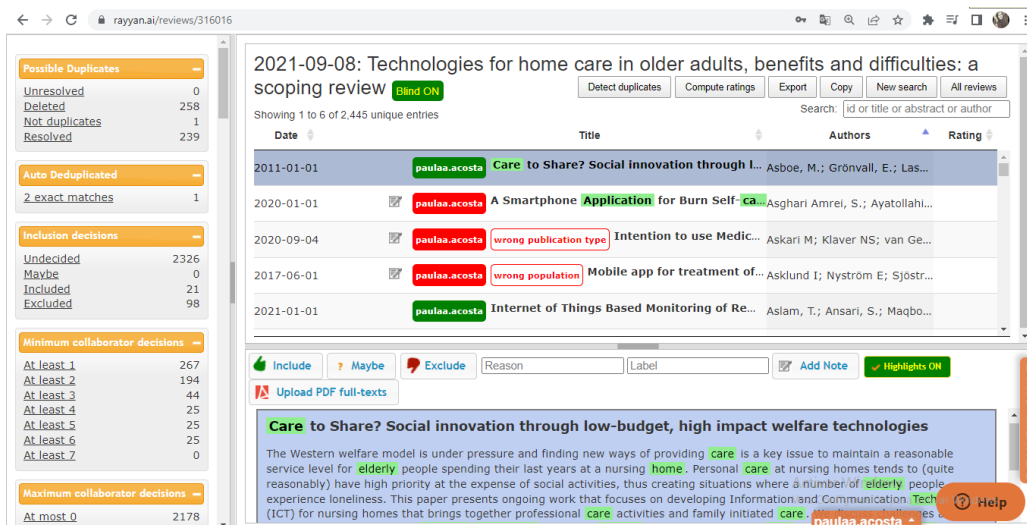 rayyan.ai/reviews/316016
Possible Duplicates
Unresolved 0
Deleted 258
Not duplicates 1
Resolved 239
Auto Deduplicated
2 exact matches 1
Inclusion decisions
Undecided 2326
Maybe 0
Included 21
Excluded 98
Minimum collaborator decisions
At least 1 267
At least 2 194
At least 3 44
At least 4 25
At least 5 25
At least 6 25
At least 7 0
Maximum collaborator decisions
At most 0 2178
2021-09-08: Technologies for home care in older adults, benefits and difficulties: a
scoping review Blind ON
Detect duplicates Compute ratings Export Copy New search All reviews
Showing 1 to 6 of 2,445 unique entries
Search: id or title or abstract or author
Date Title Authors Rating
2011-01-01 paulaa.acosta Care to Share? Social innovation through l... Asboe, M.; Grönvall, E.; Las...
2020-01-01 paulaa.acosta A Smartphone Application for Burn Self- ca... Asghari Amrei, S.; Ayatollahi...
2020-09-04 paulaa.acosta wrong publication type Intention to use Medic... Askari M; Klaver NS; van Ge...
2017-06-01 paulaa.acosta wrong population Mobile app for treatment of... Asklund I; Nyström E; Sjöstr...
2021-01-01 paulaa.acosta Internet of Things Based Monitoring of Re... Aslam, T.; Ansari, S.; Maqbo...
Include ? Maybe Exclude Reason Label Add Note Highlights ON
Upload PDF full-texts
Care to Share? Social innovation through low-budget, high impact welfare technologies
The Western welfare model is under pressure and finding new ways of providing care is a key issue to maintain a reasonable
service level for elderly people spending their last years at a nursing home. Personal care at nursing homes tends to (quite
reasonably) have high priority at the expense of social activities, thus creating situations where a number of elderly people
experience loneliness. This paper presents ongoing work that focuses on developing Information and Communication Tech
(ICT) for nursing homes that brings together professional care activities and family initiated care. We discuss challenges
paulaa.acosta
Help